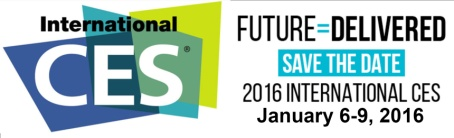 International
CES®
FUTURE=DELIVERED
SAVE THE DATE
2016 INTERNATIONAL CES
January 6-9, 2016